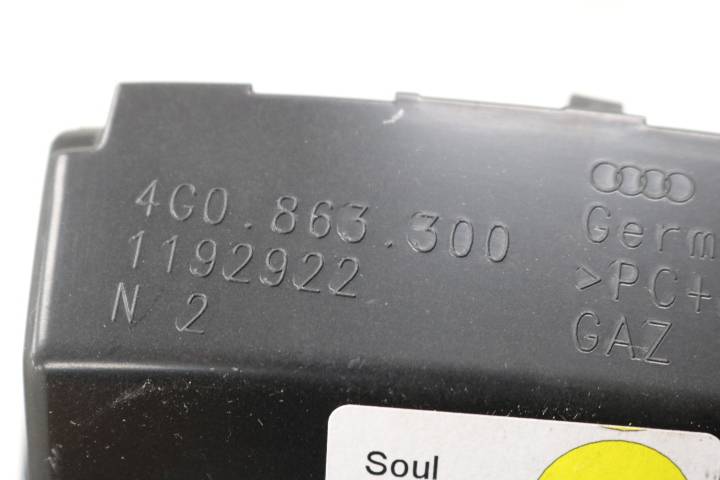 4G0.863.300
1192922
N 2
Germ
>PC+
GAZ
Soul